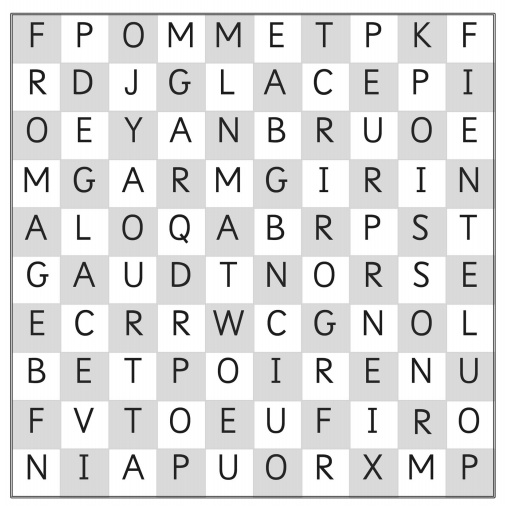 F P O M M E T P K F
R D J G L A C E P I
O E Y A N B R U O E
M G A R M G I R I N
A L O Q A B R P S T
G A U D T N O R S E
E C R R W C G N O L
B E T P O I R E N U
F V T O E U F I R O
N I A P U O R X M P